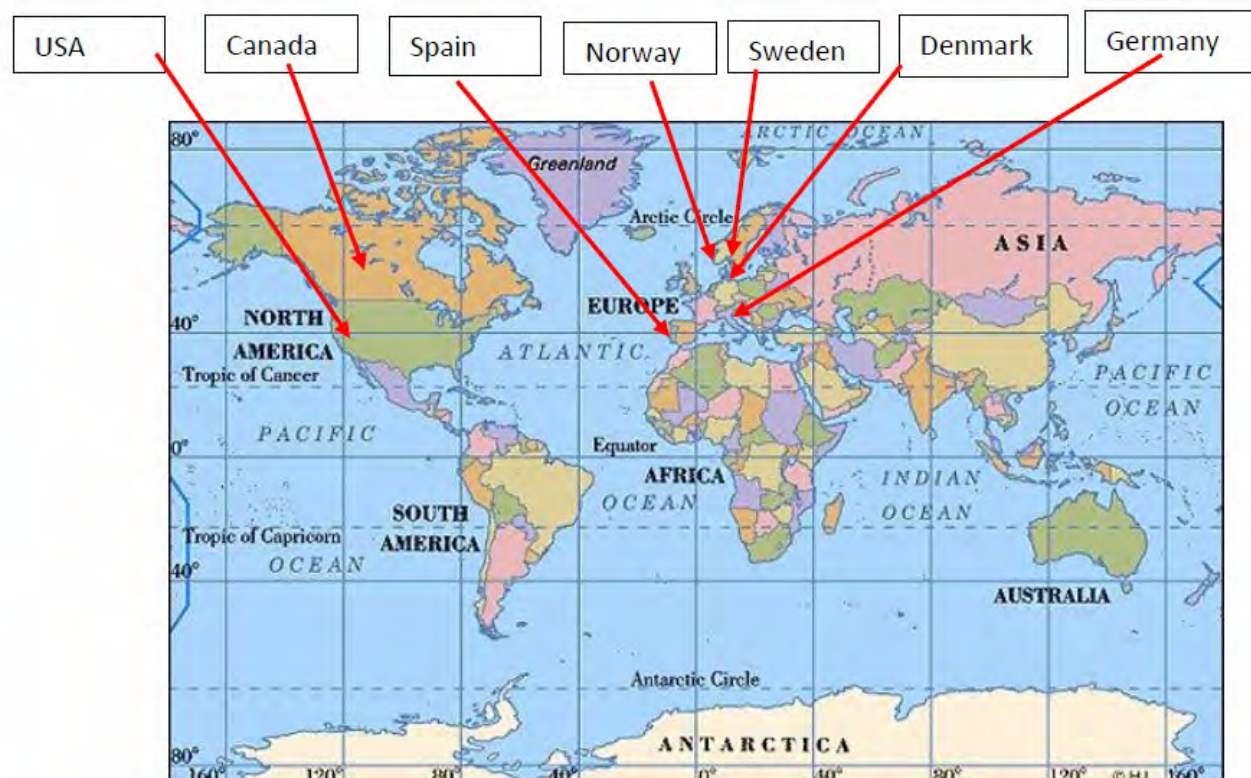 USA
Canada
Spain
Norway
Sweden
Denmark
Germany
80°
ARCTIC OCEAN
Greenland
Arctic Circle
ASIA
EUROPE
NORTH
AMERICA
40°
ATLANTIC
Tropic of Cancer
PACIFIC
OCEAN
PACIFIC
Equator
0°
AFRICA
OCEAN
INDIAN
OCEAN
SOUTH
AMERICA
Tropic of Capricorn
OCEAN
40°
AUSTRALIA
Antarctic Circle
ANTARCTICA
80°
160°
120°
80°
40°
0°
40°
80°
120°
160°